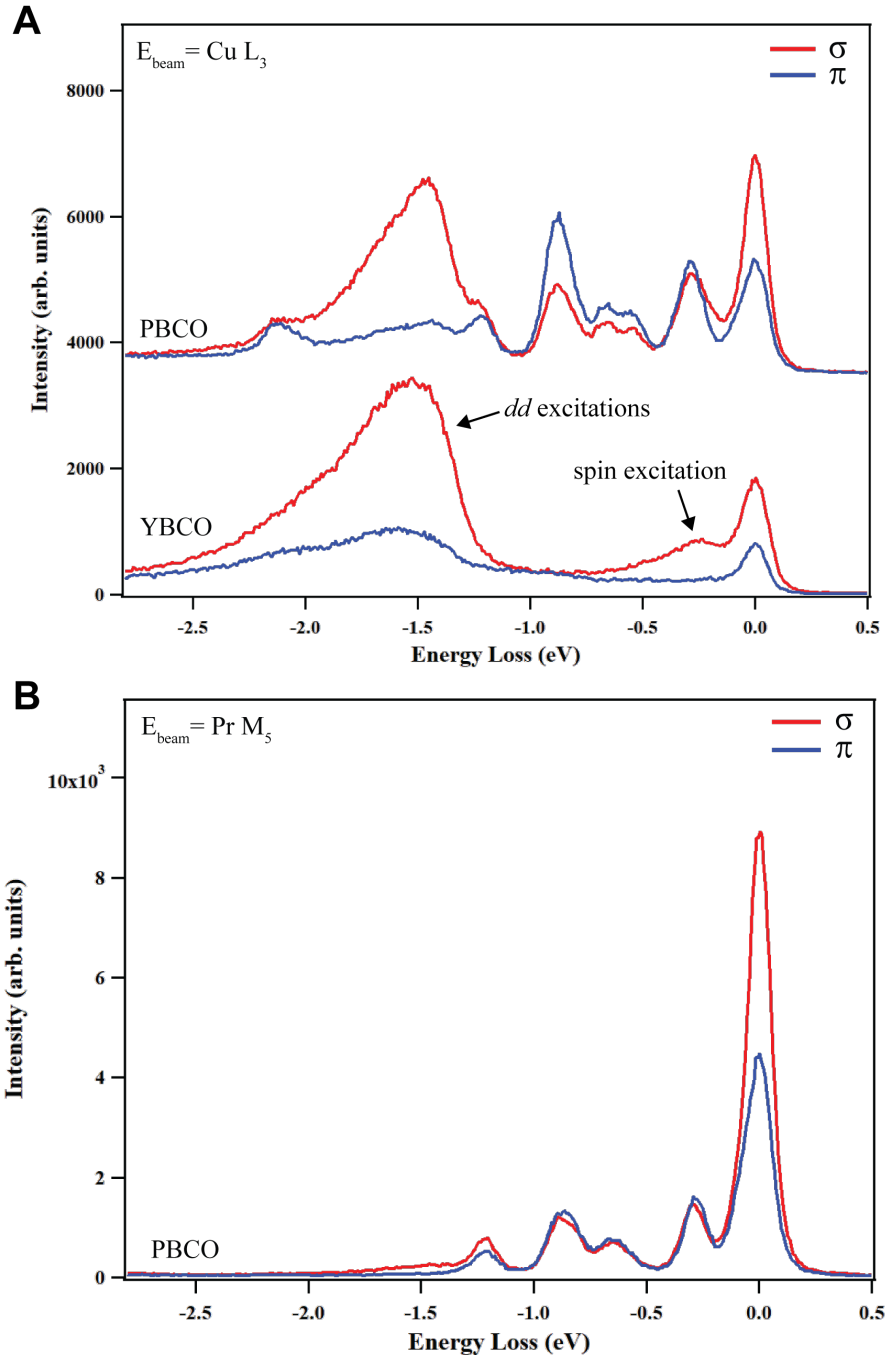 A
E_beam= Cu L_3
σ
π
8000
6000
4000
2000
0
Intensity (arb. units)
PBCO
dd excitations
spin excitation
YBCO
-2.5 -2.0 -1.5 -1.0 -0.5 0.0 0.5
Energy Loss (eV)
B
E_beam= Pr M_5
σ
π
10x10^3
8
6
4
2
0
Intensity (arb. units)
PBCO
-2.5 -2.0 -1.5 -1.0 -0.5 0.0 0.5
Energy Loss (eV)